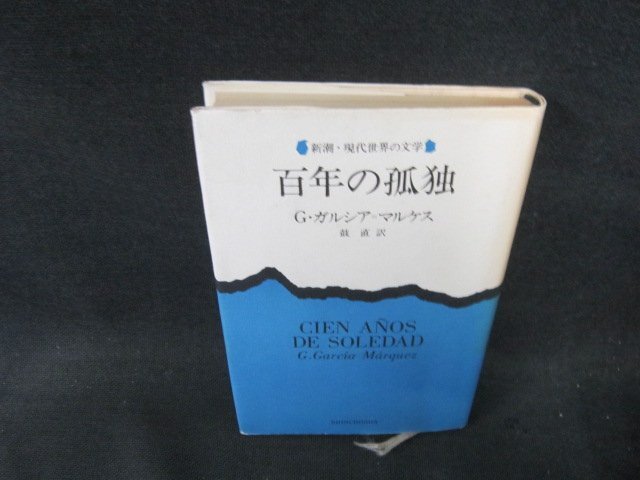 新潮・現代世界の文学
百年の孤独
G・ガルシア=マルケス
鼓 直 訳
CIEN AÑOS
DE SOLEDAD
G. García Márquez
SHINCHOSHA